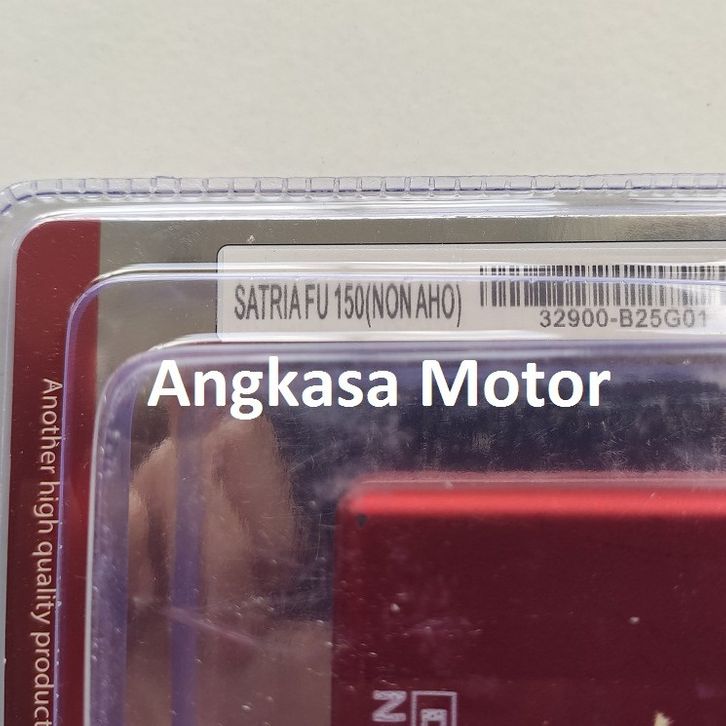 SATRIA FU 150(NON AHO)
32900-B25G01
Angkasa Motor
Another high quality product